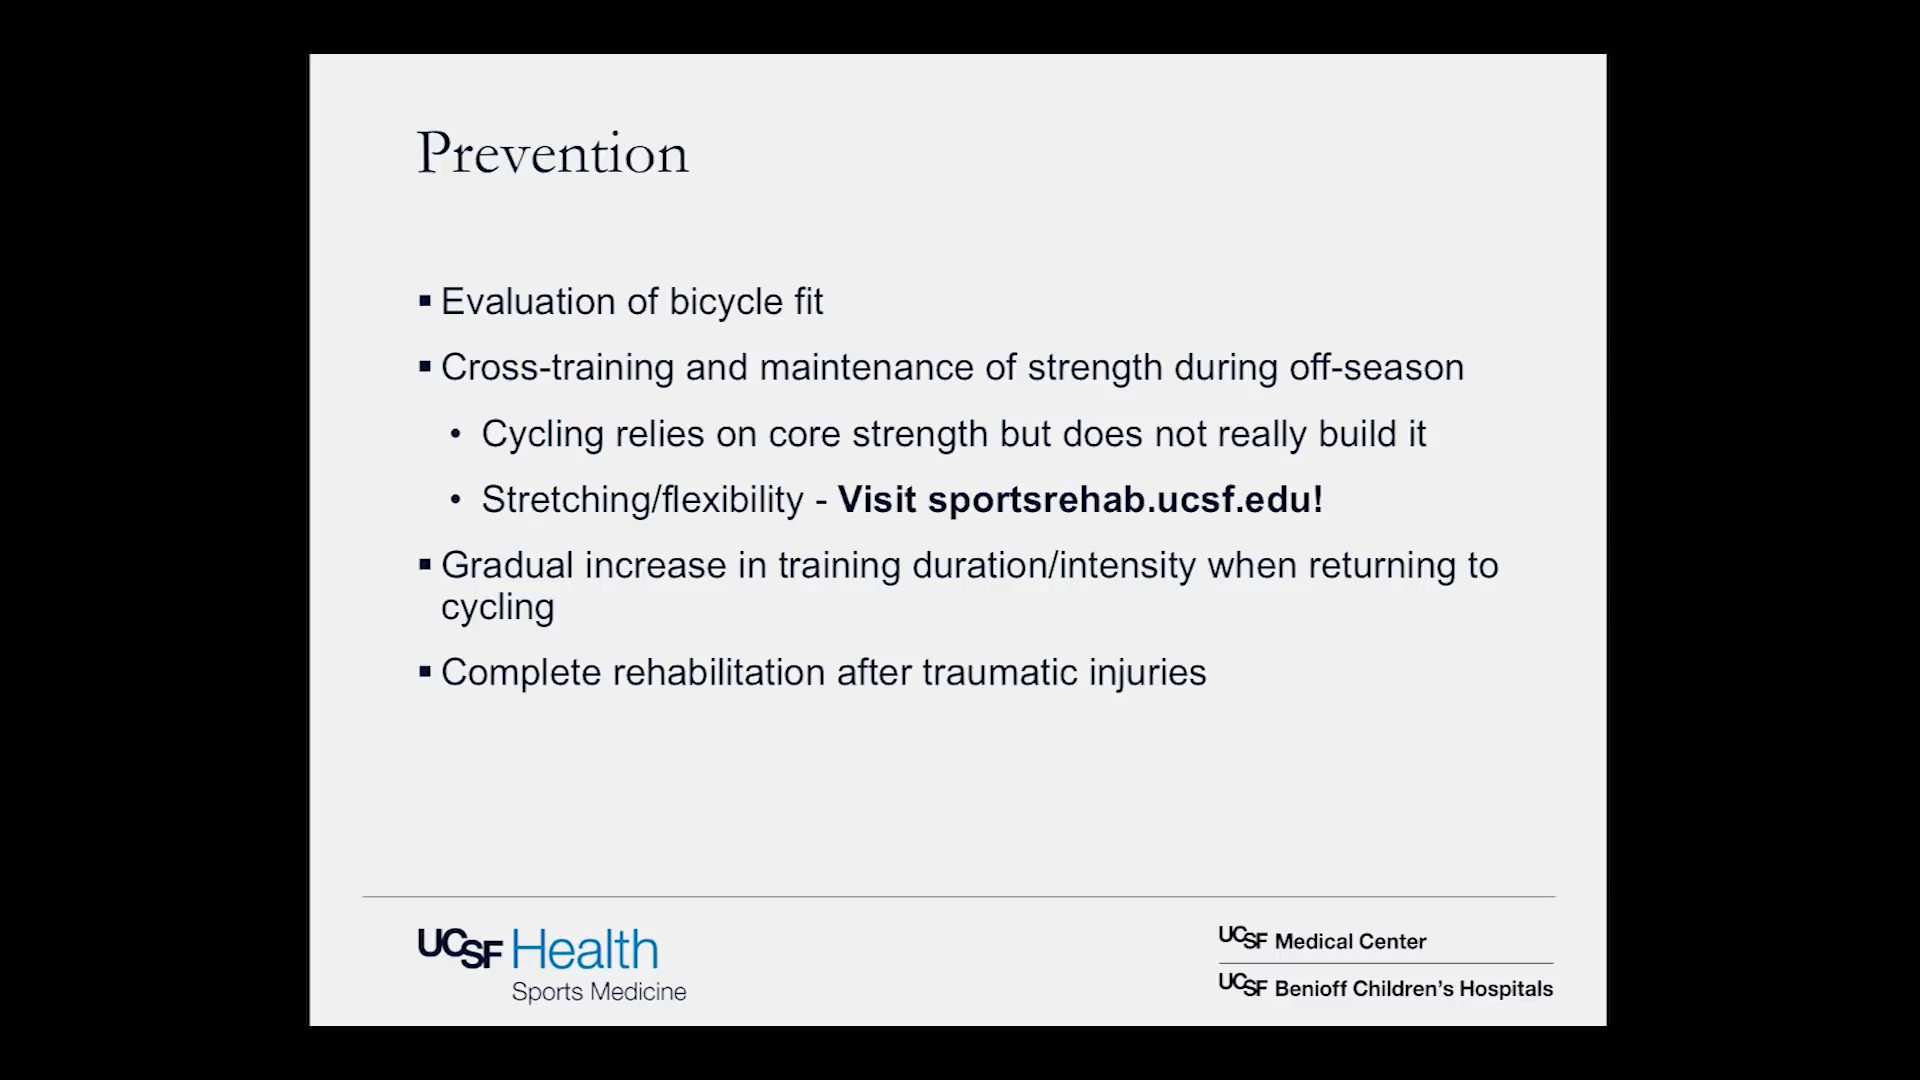 Prevention
▪ Evaluation of bicycle fit
▪ Cross-training and maintenance of strength during off-season
• Cycling relies on core strength but does not really build it
• Stretching/flexibility - Visit sportsrehab.ucsf.edu!
▪ Gradual increase in training duration/intensity when returning to
cycling
▪ Complete rehabilitation after traumatic injuries
UCSF Health
Sports Medicine
UCSF Medical Center
UCSF Benioff Children's Hospitals